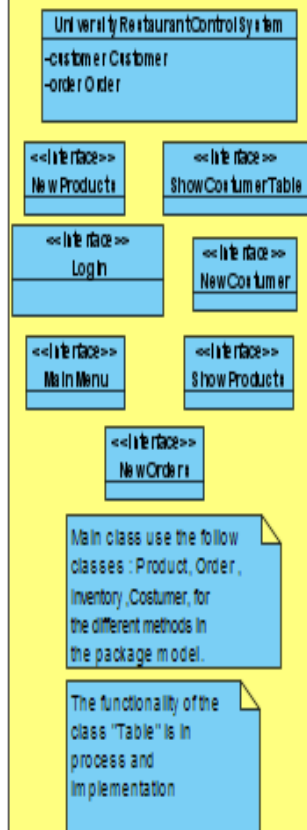 University RestaurantControlSystem
-customer Customer
-order Order
<<Interface>>
NewProducts
<<Interface>>
ShowCostumerTable
<<Interface>>
Login
<<Interface>>
NewCostumer
<<Interface>>
MainMenu
<<Interface>>
ShowProducts
<<Interface>>
NewOrders
Main class use the follow
classes : Product, Order ,
Inventory ,Costumer, for
the different methods in
the package model.
The functionality of the
class "Table" is in
process and
Implementation